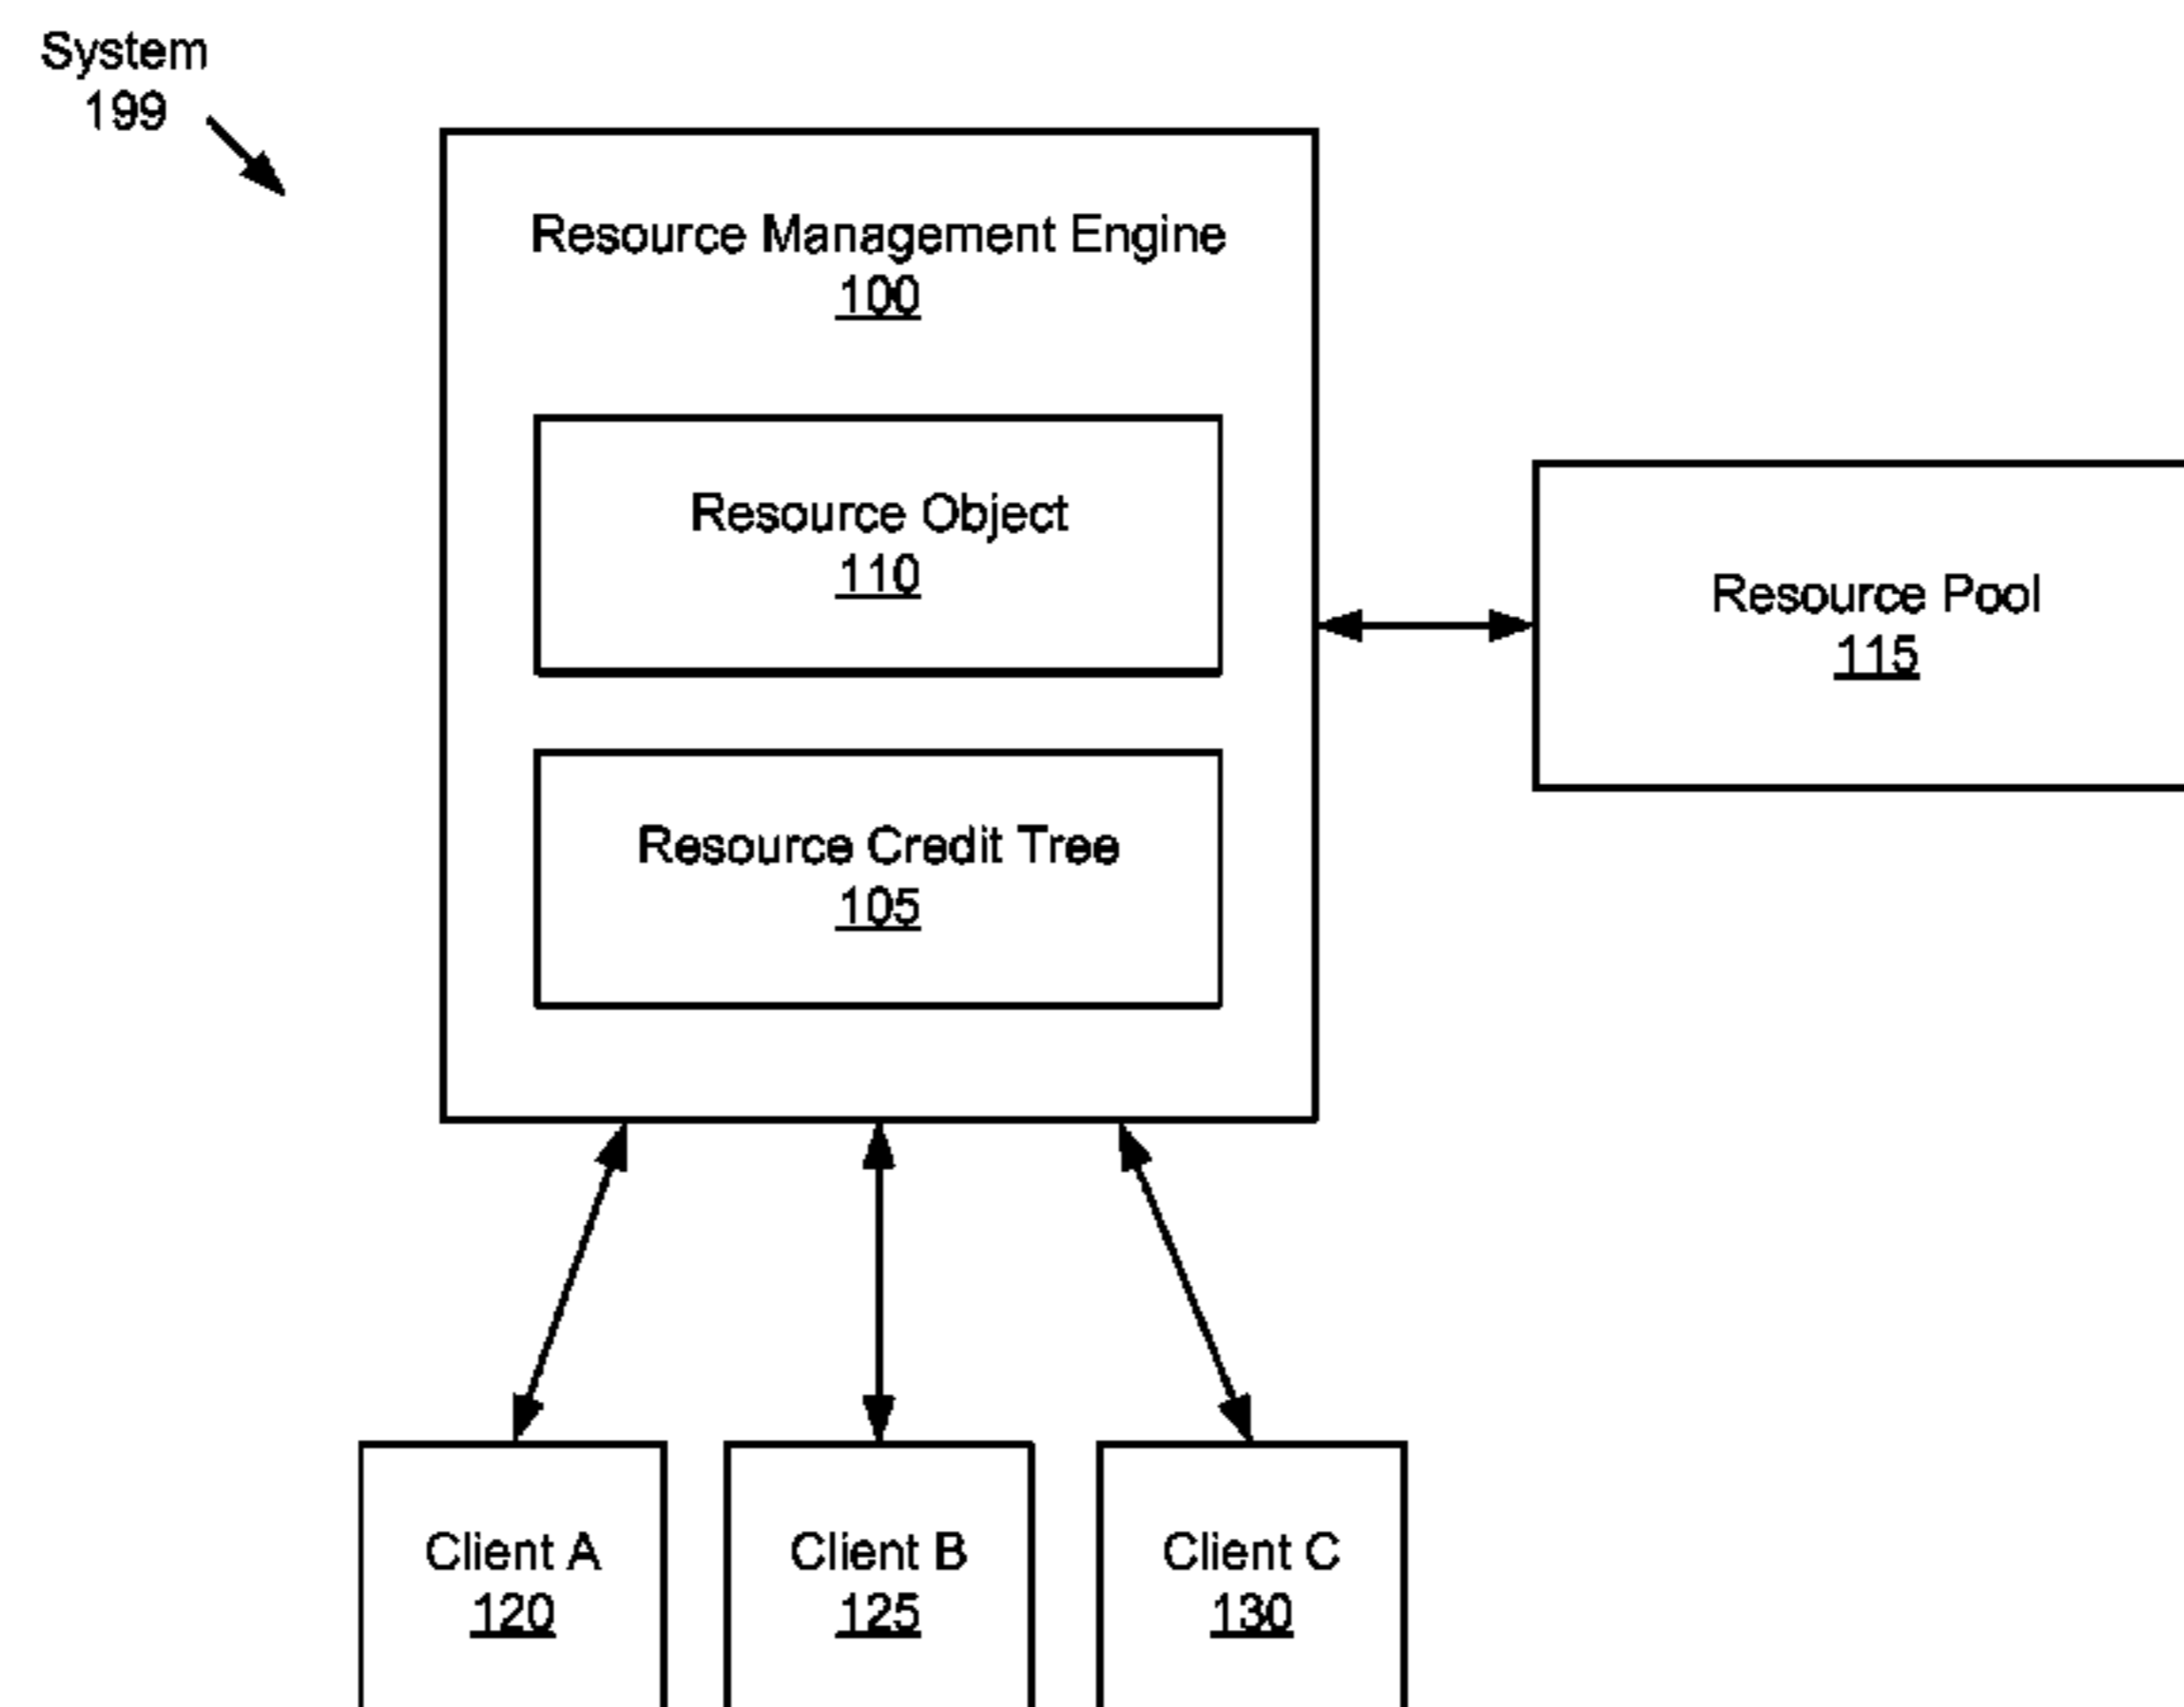 System
199
Resource Management Engine
100
Resource Object
110
Resource Pool
115
Resource Credit Tree
105
Client A
120
Client B
125
Client C
130